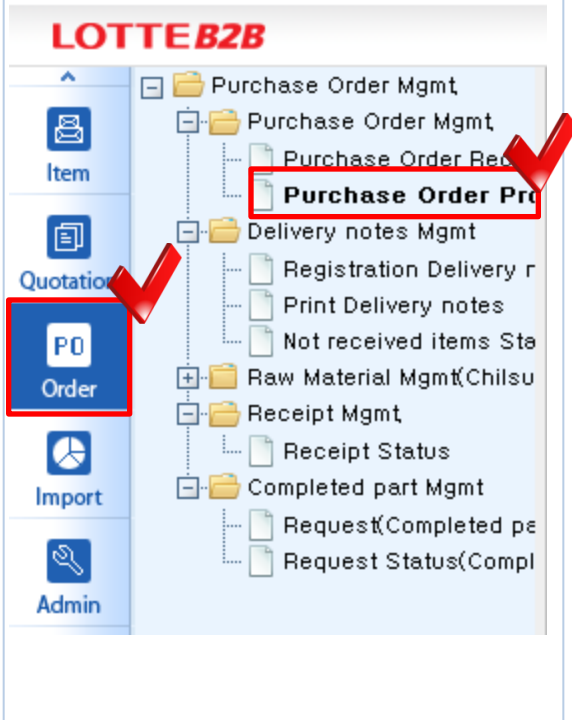 LOTTE B2B
Purchase Order Mgmt.
Purchase Order Mgmt.
Item
Purchase Order Rec
Purchase Order Pro
Delivery notes Mgmt
Quotation
Registration Delivery r
Print Delivery notes
PO
Not received items Sta
Order
Raw Material Mgmt(Chilsu
Receipt Mgmt.
Receipt Status
Import
Completed part Mgmt
Request(Completed pa
Request Status(Compl
Admin